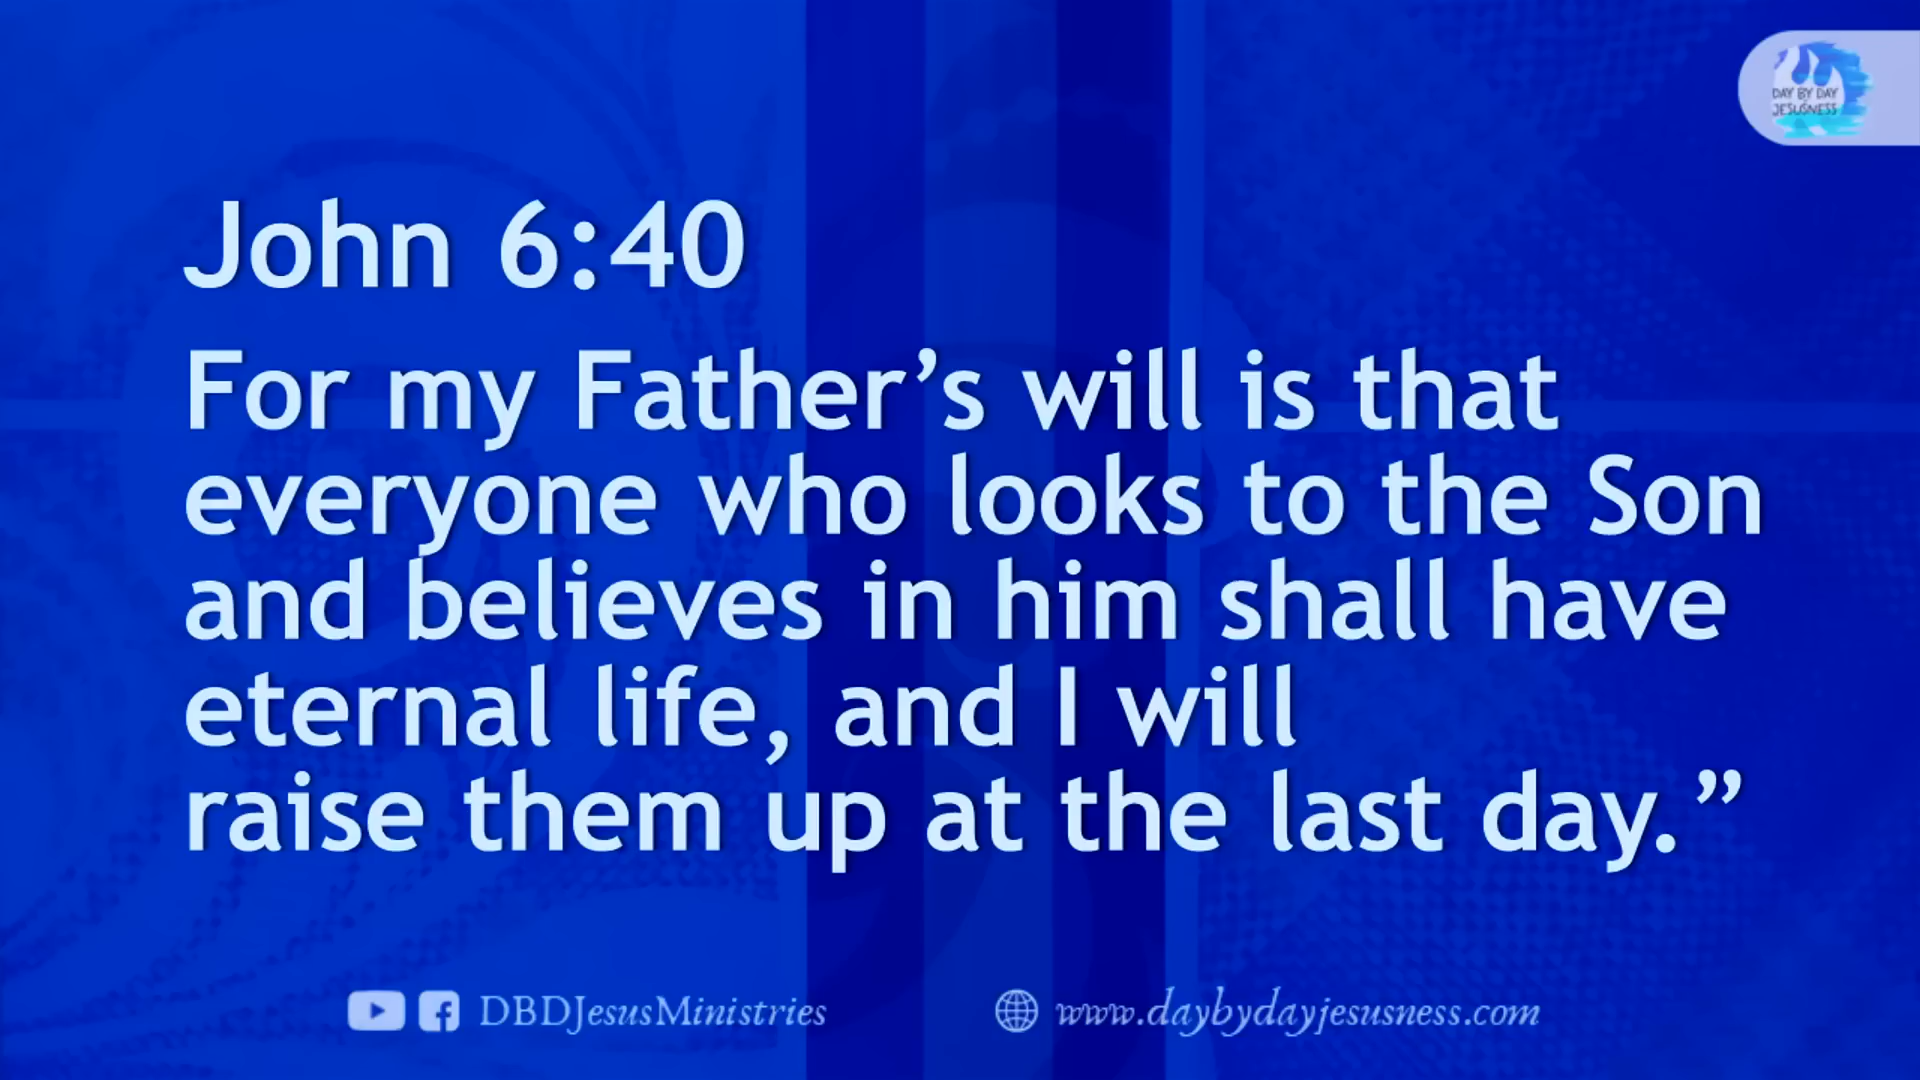 DAY BY DAY
JESUSNESS
John 6:40
For my Father’s will is that
everyone who looks to the Son
and believes in him shall have
eternal life, and I will
raise them up at the last day.”
DBDJesusMinistries
www.daybydayjesusness.com